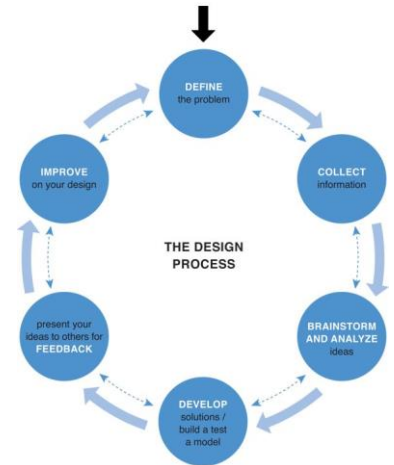 DEFINE
the problem
COLLECT
information
BRAINSTORM
AND ANALYZE
ideas
DEVELOP
solutions /
build a test
a model
present your
ideas to others for
FEEDBACK
IMPROVE
on your design
THE DESIGN
PROCESS